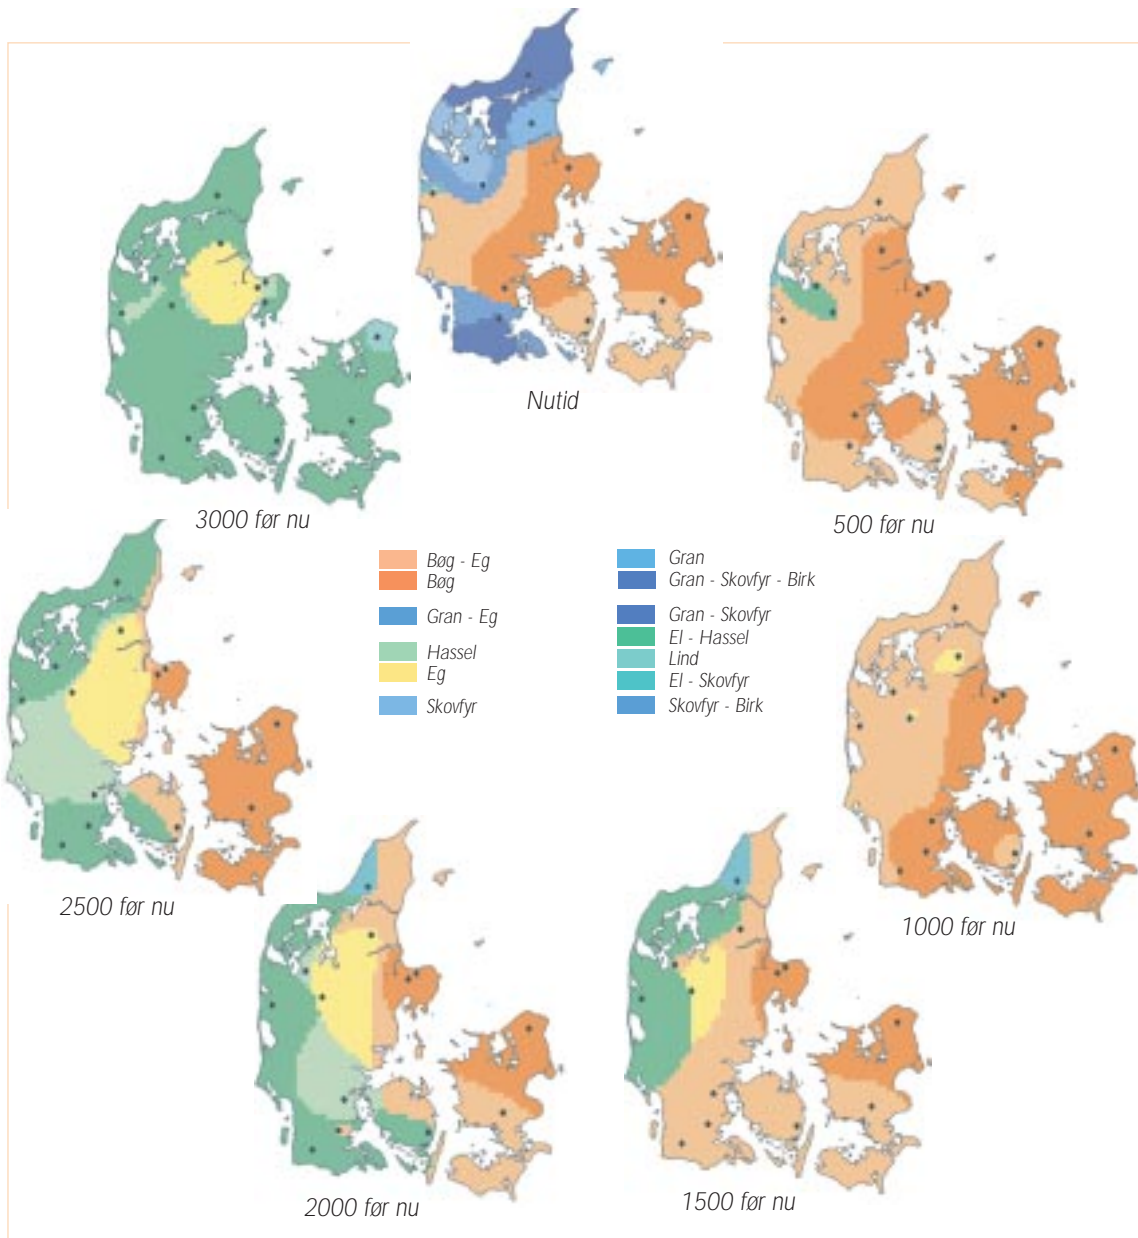 Nutid
3000 før nu
500 før nu
Bøg - Eg
Bøg
Gran - Eg
Hassel
Eg
Skovfyr
Gran
Gran - Skovfyr - Birk
Gran - Skovfyr
El - Hassel
Lind
El - Skovfyr
Skovfyr - Birk
2500 før nu
1000 før nu
2000 før nu
1500 før nu